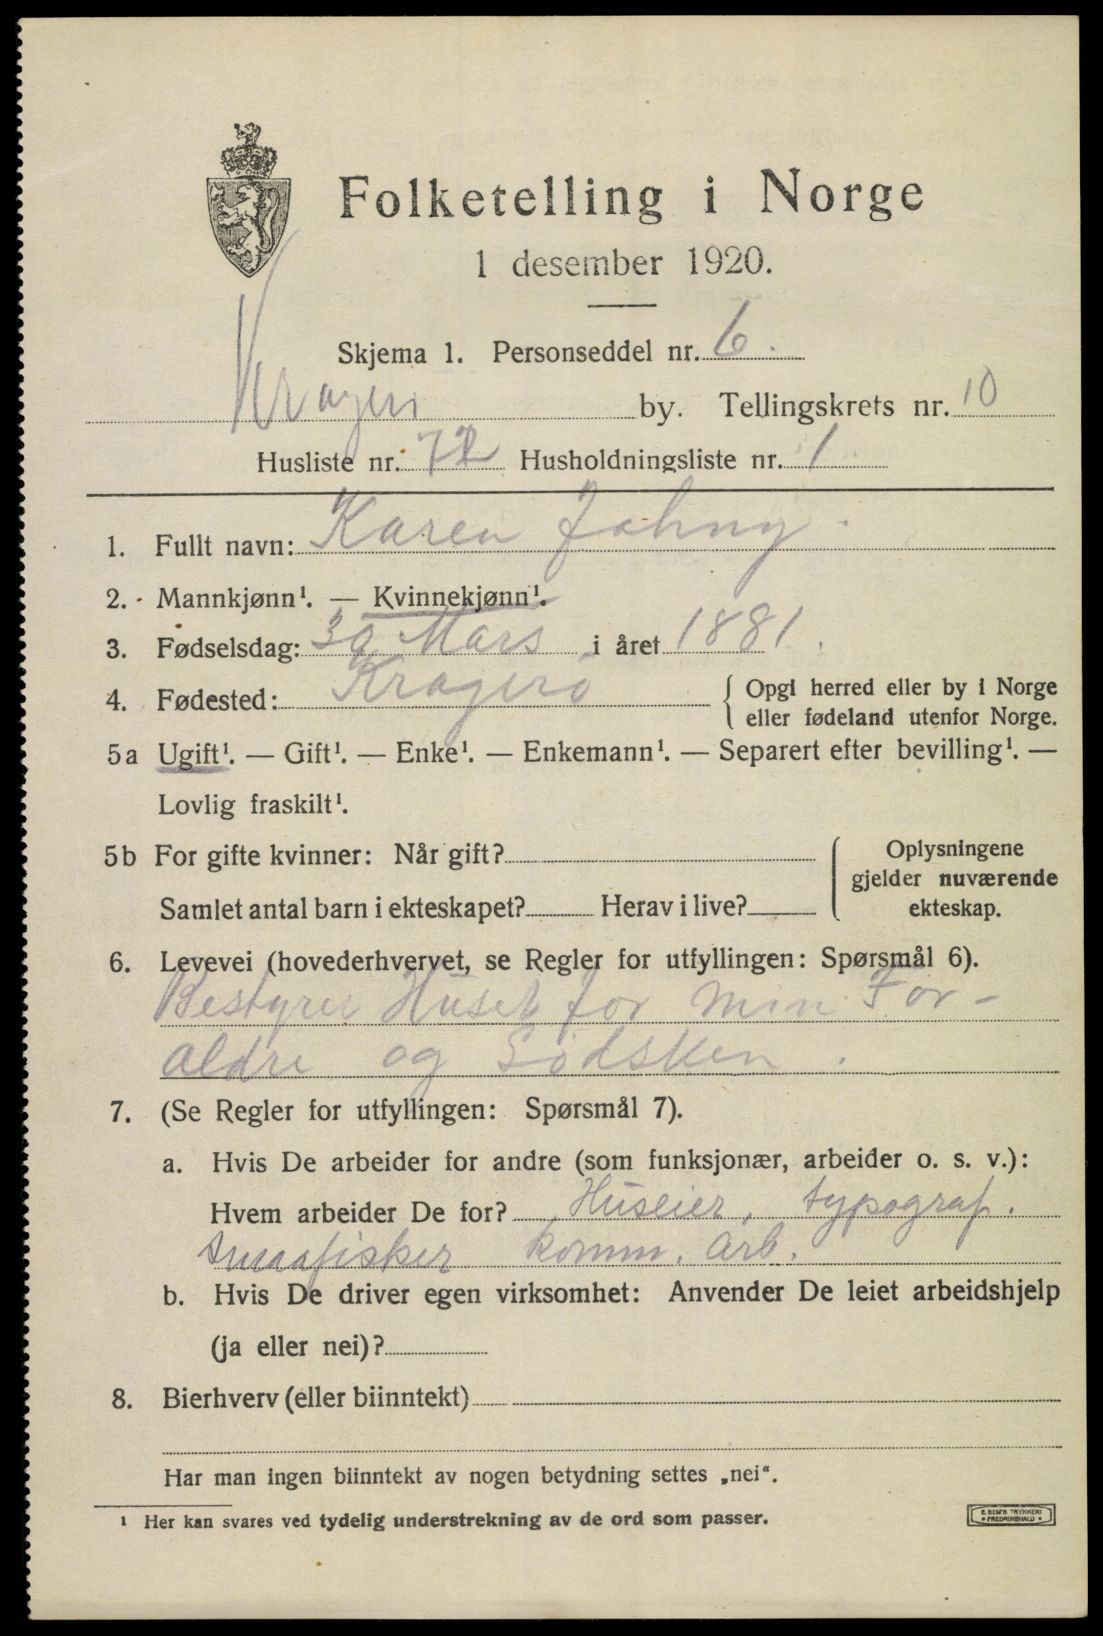 Folketelling i Norge
1 desember 1920.
Skjema 1. Personseddel nr. 6.
Kragerø by. Tellingskrets nr. 10
Husliste nr. 72 Husholdningsliste nr. 1
1. Fullt navn: Karen Johny.
2. Mannkjønn¹. — Kvinnekjønn¹.
3. Fødselsdag: 30 Mars i året 1881.
4. Fødested: Kragerö { Opgi herred eller by i Norge
eller fødeland utenfor Norge.
5a Ugift¹. — Gift¹. — Enke¹. — Enkemann¹. — Separert efter bevilling¹. —
Lovlig fraskilt¹.
5b For gifte kvinner: Når gift? { Oplysningene
gjelder nuværende
Samlet antal barn i ekteskapet? Herav i live? ekteskap.
6. Levevei (hovederhvervet, se Regler for utfyllingen: Spørsmål 6).
Bestyrer Huset for min For-
aldre og Södsken.
7. (Se Regler for utfyllingen: Spørsmål 7).
a. Hvis De arbeider for andre (som funksjonær, arbeider o. s. v.):
Hvem arbeider De for? Huseier, typograf.
Smaafisker komm. arb.
b. Hvis De driver egen virksomhet: Anvender De leiet arbeidshjelp
(ja eller nei)?
8. Bierhverv (eller biinntekt)
Har man ingen biinntekt av nogen betydning settes „nei“.
¹ Her kan svares ved tydelig understrekning av de ord som passer.
E. SEM'S TRYKKERI
FREDRIKSHALD